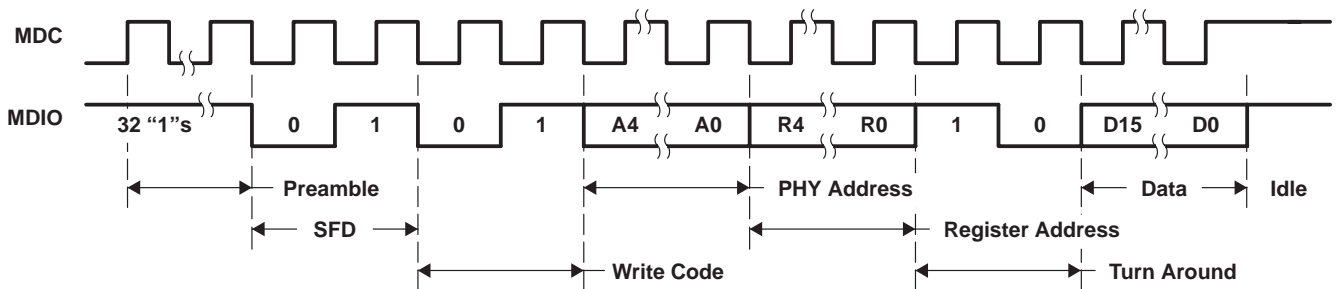 MDC
MDIO
32 “1”s 0 1 0 1 A4 A0 R4 R0 1 0 D15 D0
Preamble PHY Address Data Idle
SFD Register Address
Write Code Turn Around